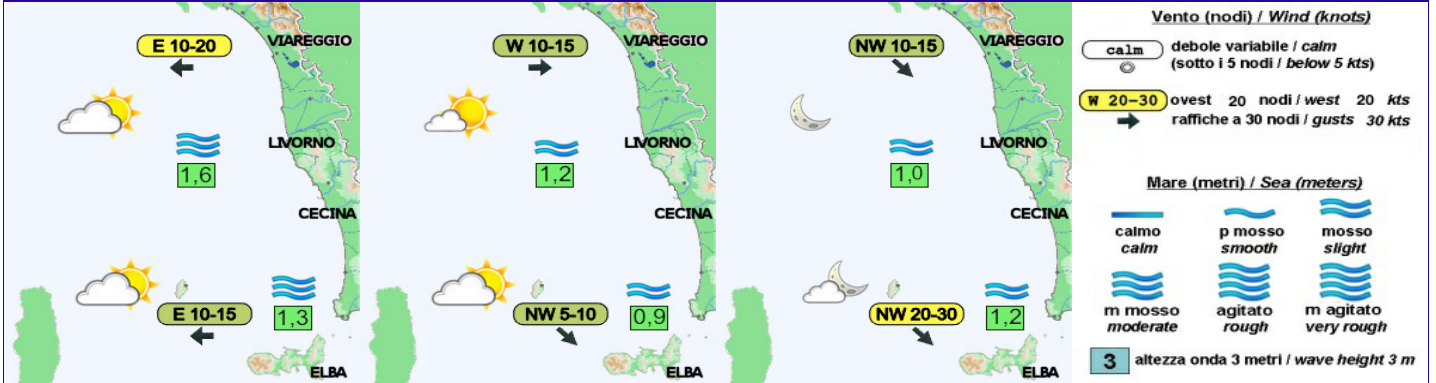 E 10-20
VIAREGGIO
LIVORNO
1,6
CECINA
E 10-15
1,3
ELBA
W 10-15
VIAREGGIO
LIVORNO
1,2
CECINA
NW 5-10
0,9
ELBA
NW 10-15
VIAREGGIO
LIVORNO
1,0
CECINA
NW 20-30
1,2
ELBA
Vento (nodi) / Wind (knots)
calm debole variabile / calm
(sotto i 5 nodi / below 5 kts)
W 20-30 ovest 20 nodi / west 20 kts
raffiche a 30 nodi / gusts 30 kts
Mare (metri) / Sea (meters)
calmo p mosso mosso
calm smooth slight
m mosso agitato m agitato
moderate rough very rough
3 altezza onda 3 metri / wave height 3 m